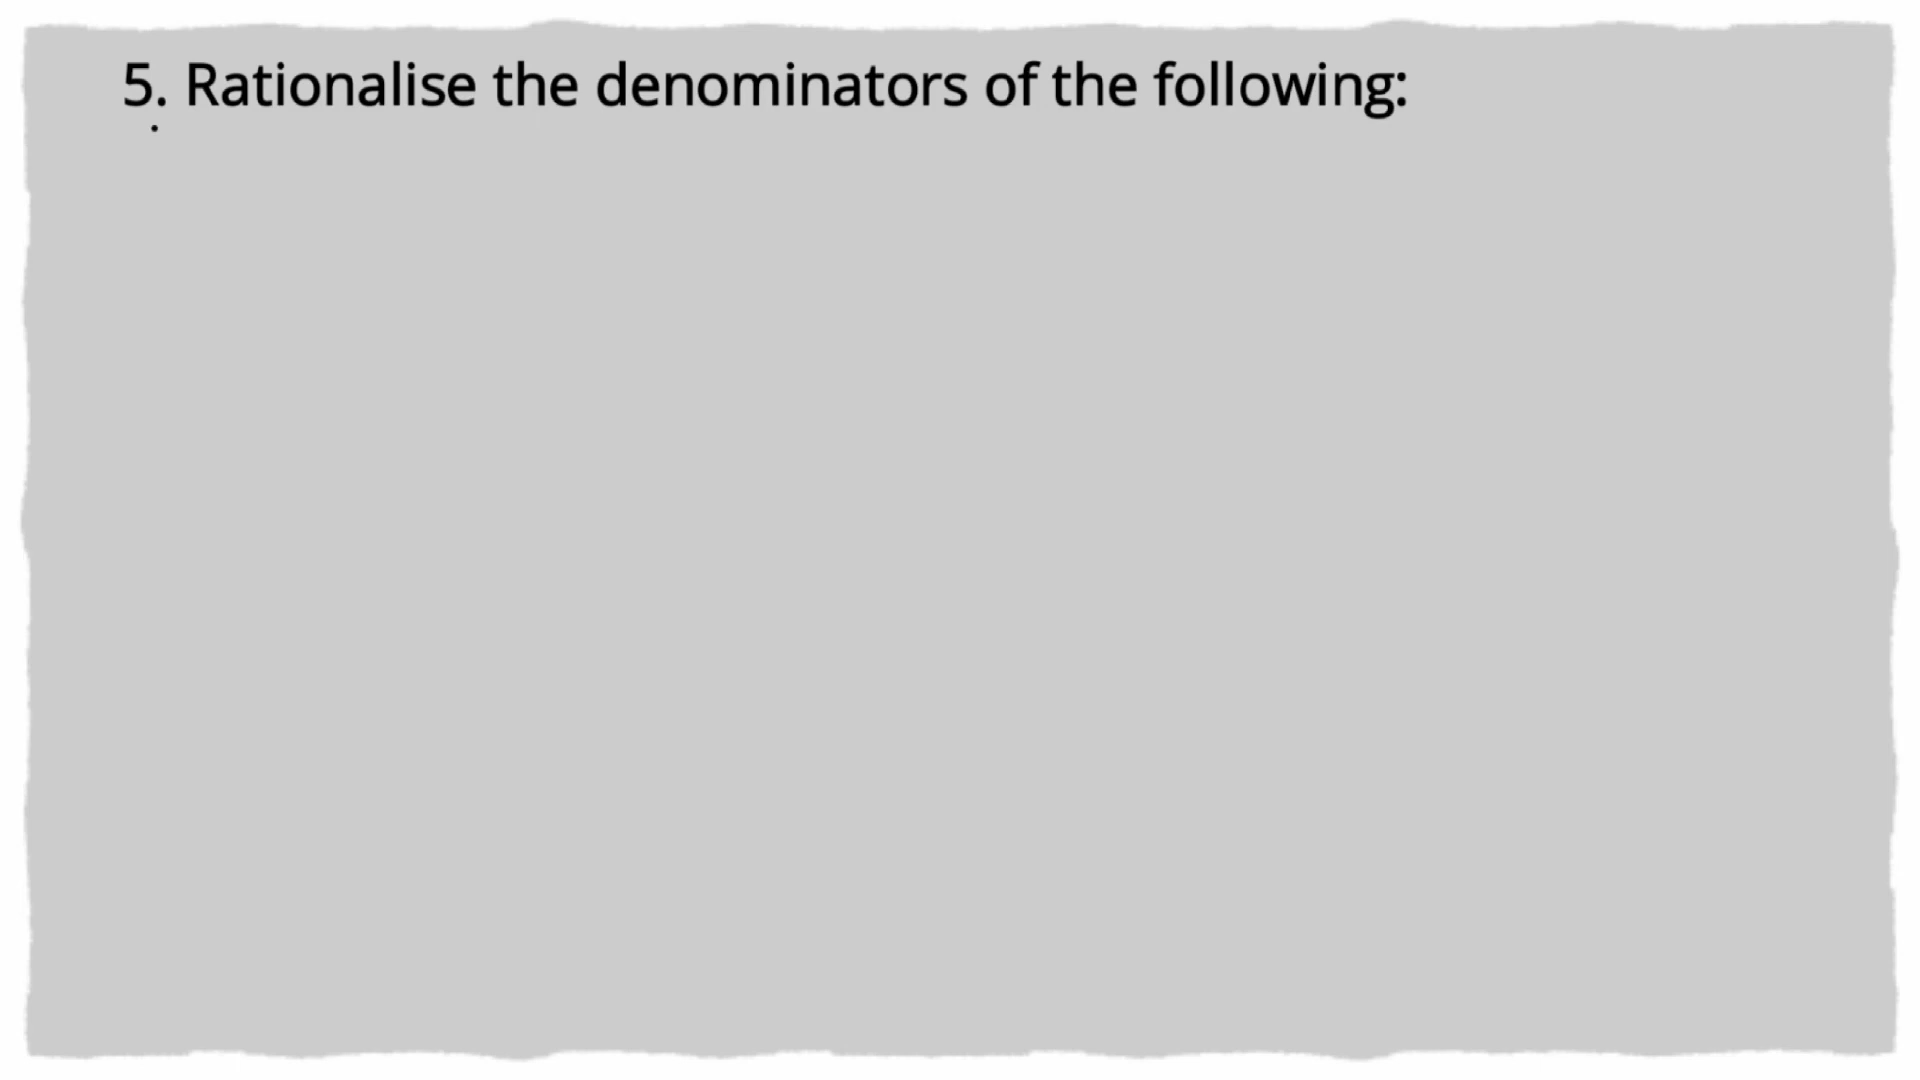 5. Rationalise the denominators of the following: